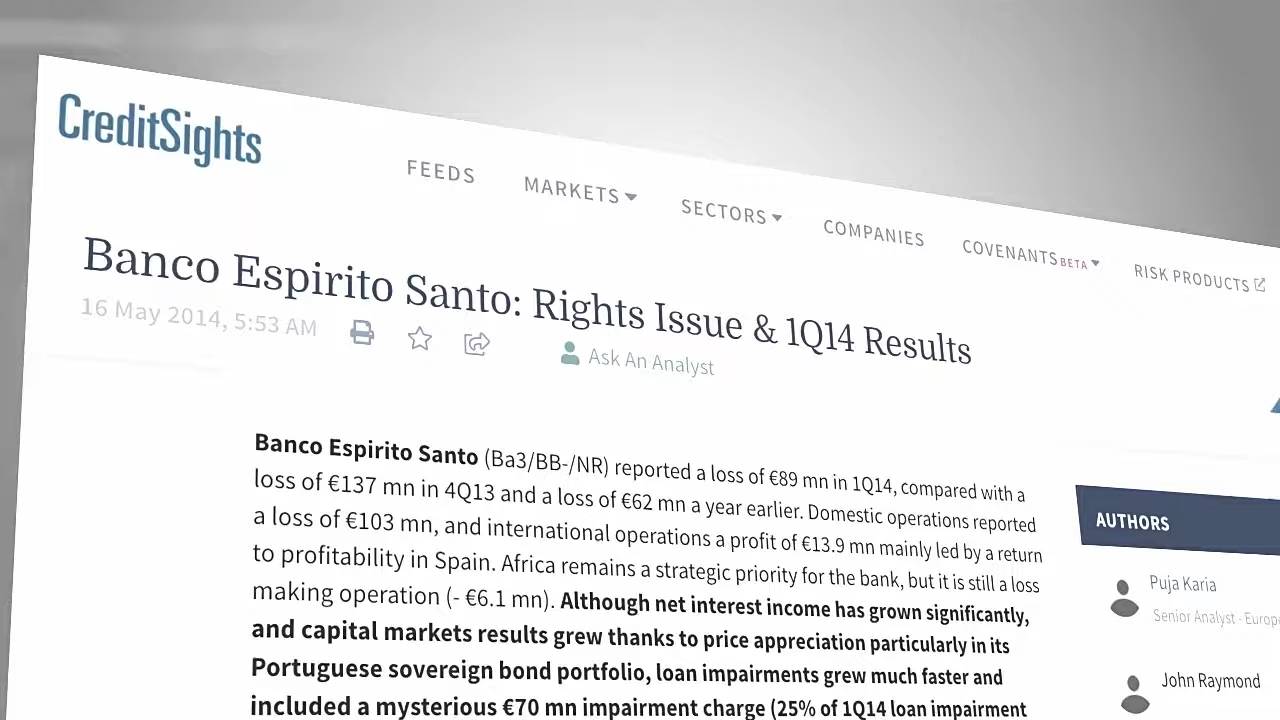 CreditSights
FEEDS MARKETS SECTORS COMPANIES COVENANTS BETA RISK PRODUCTS
Banco Espirito Santo: Rights Issue & 1Q14 Results
16 May 2014, 5:53 AM
Ask An Analyst
Banco Espirito Santo (Ba3/BB-/NR) reported a loss of €89 mn in 1Q14, compared with a
loss of €137 mn in 4Q13 and a loss of €62 mn a year earlier. Domestic operations reported
a loss of €103 mn, and international operations a profit of €13.9 mn mainly led by a return
to profitability in Spain. Africa remains a strategic priority for the bank, but it is still a loss
making operation (- €6.1 mn). Although net interest income has grown significantly,
and capital markets results grew thanks to price appreciation particularly in its
Portuguese sovereign bond portfolio, loan impairments grew much faster and
included a mysterious €70 mn impairment charge (25% of 1Q14 loan impairment
AUTHORS
Puja Karia
Senior Analyst - Europe
John Raymond